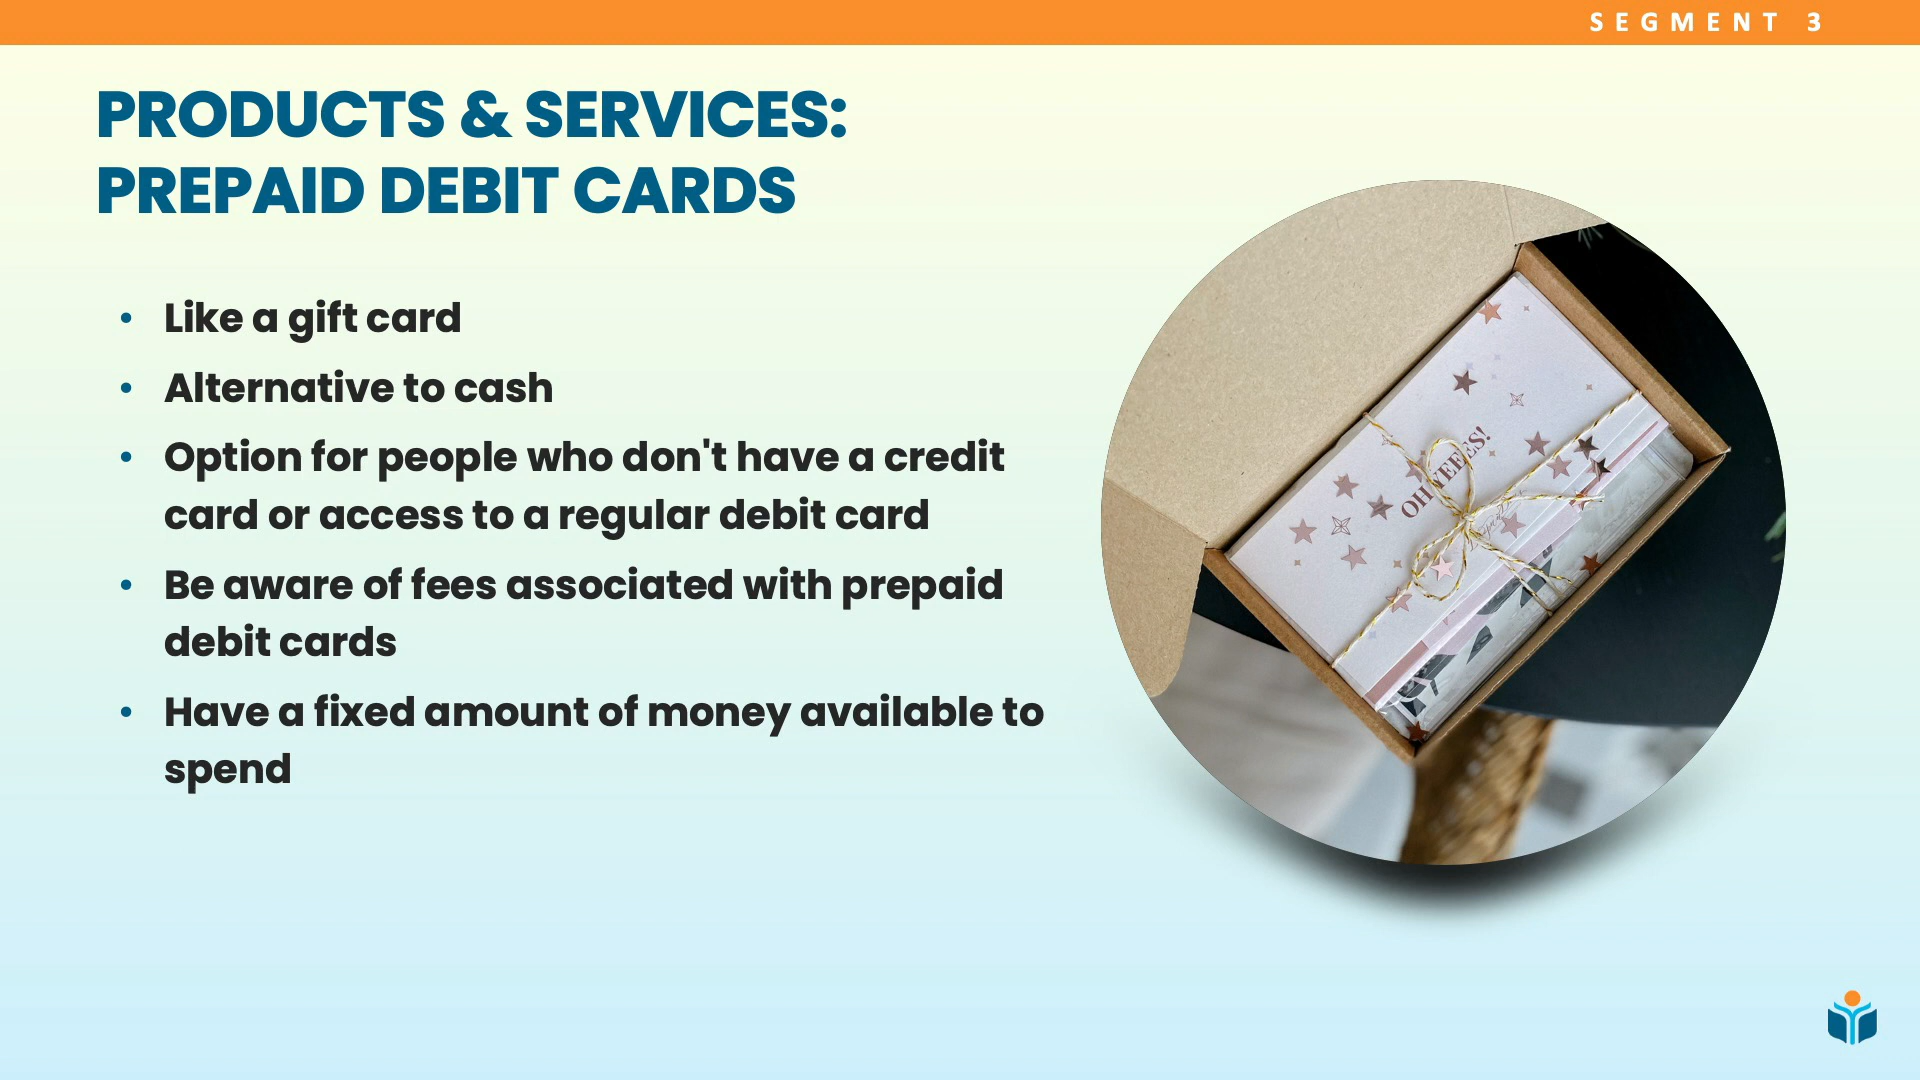 SEGMENT 3
PRODUCTS & SERVICES:
PREPAID DEBIT CARDS
• Like a gift card
• Alternative to cash
• Option for people who don't have a credit
card or access to a regular debit card
• Be aware of fees associated with prepaid
debit cards
• Have a fixed amount of money available to
spend